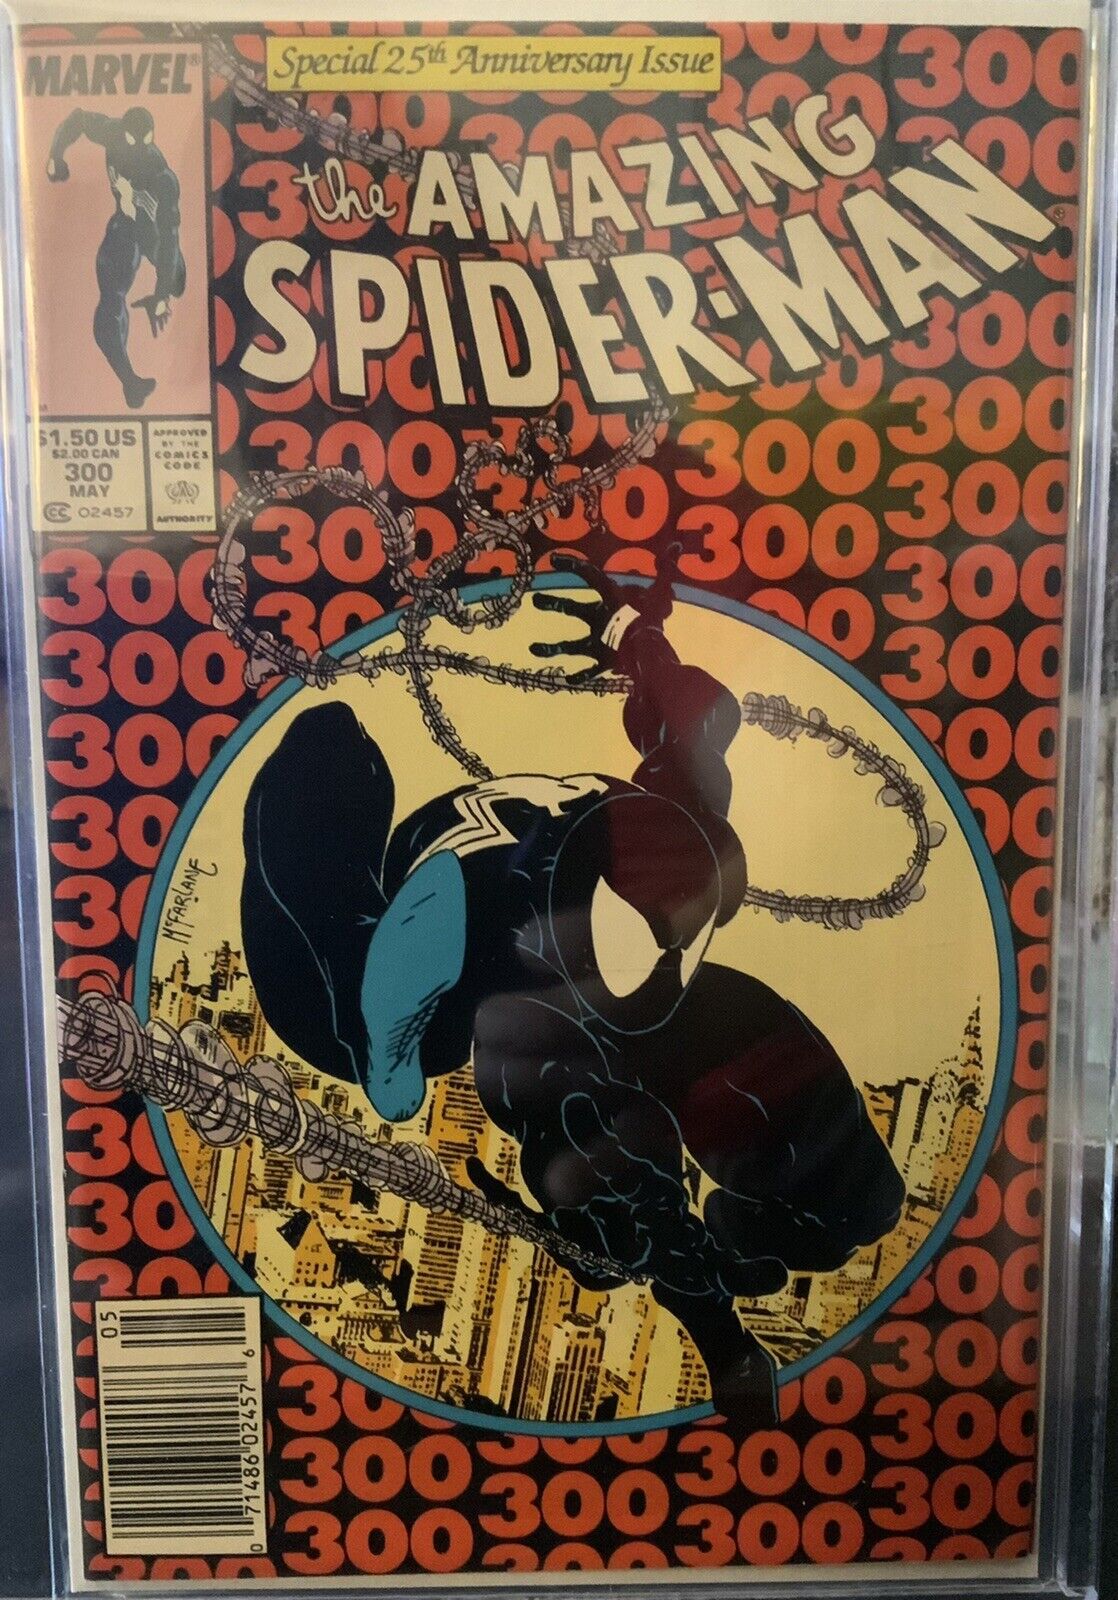 Special 25th Anniversary Issue
MARVEL®
the AMAZING
SPIDER-MAN®
$1.50 US
$2.00 CAN
300
MAY
CC 02457
APPROVED
BY THE
COMICS
CODE
AUTHORITY
300
McFARLANE
05
0 71486 02457 6